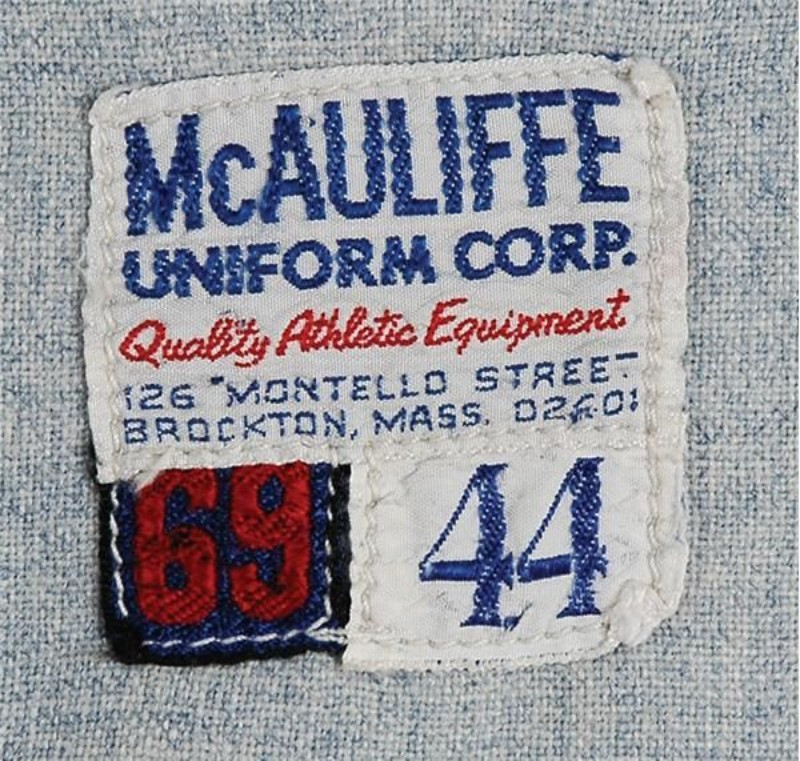 McAULIFFE
UNIFORM CORP.
Quality Athletic Equipment
126 MONTELLO STREET
BROCKTON, MASS. 02401
69 44